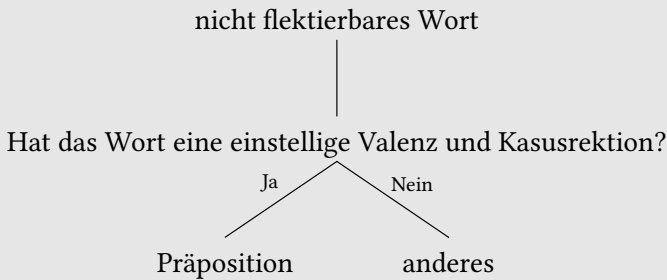 nicht flektierbares Wort
Hat das Wort eine einstellige Valenz und Kasusrektion?
Ja
Nein
Präposition
anderes